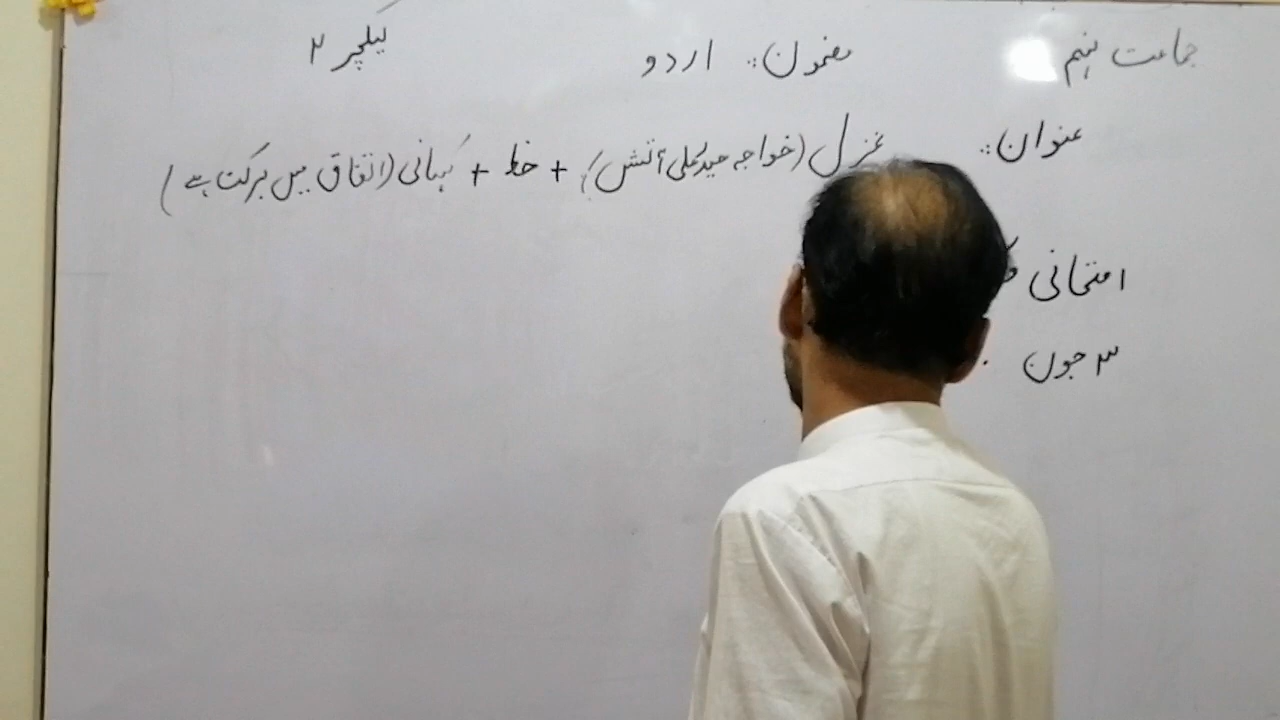 جماعت نہم مضمون:: اردو لیکچر ۲
عنوان:: غزل (خواجہ حیدر علی آتش) + خط + کہانی (اتفاق میں برکت ہے)
امتحانی
۳ جون